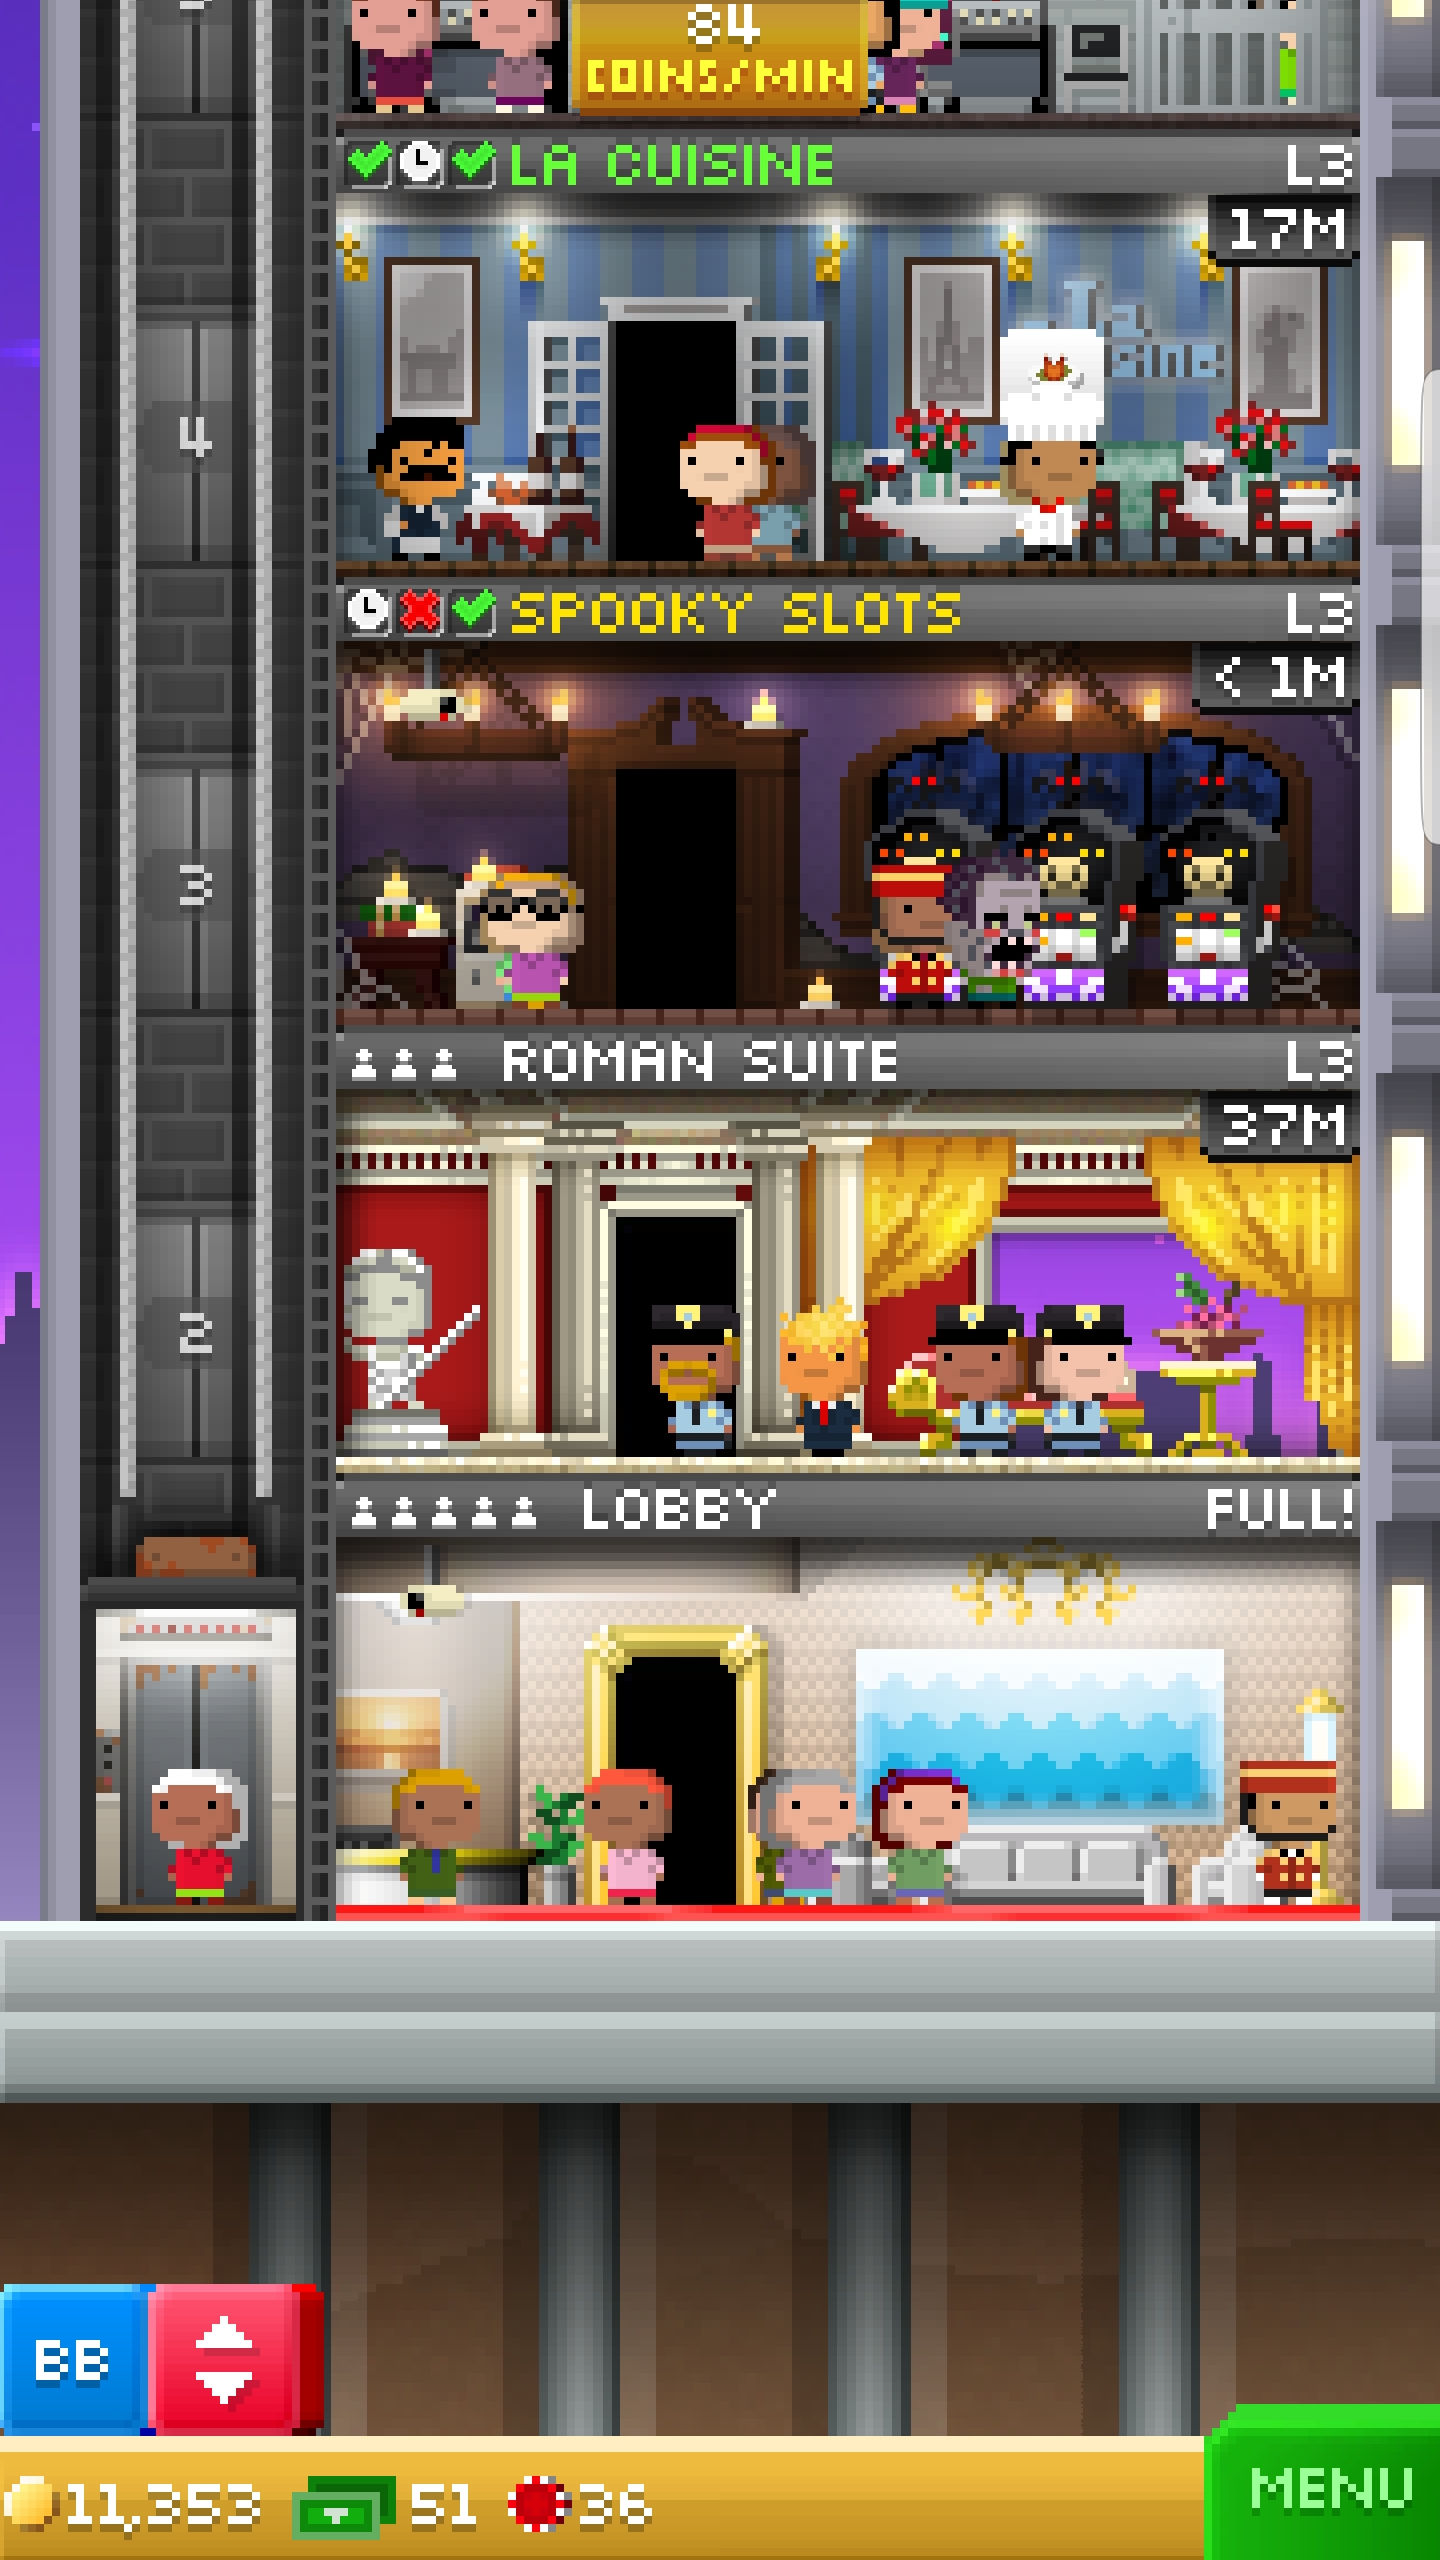 84
COINS/MIN
LA CUISINE L3
17M
La
4
SPOOKY SLOTS L3
< 1M
3
ROMAN SUITE L3
37M
2
LOBBY FULL!
BB
11,353 51 36 MENU